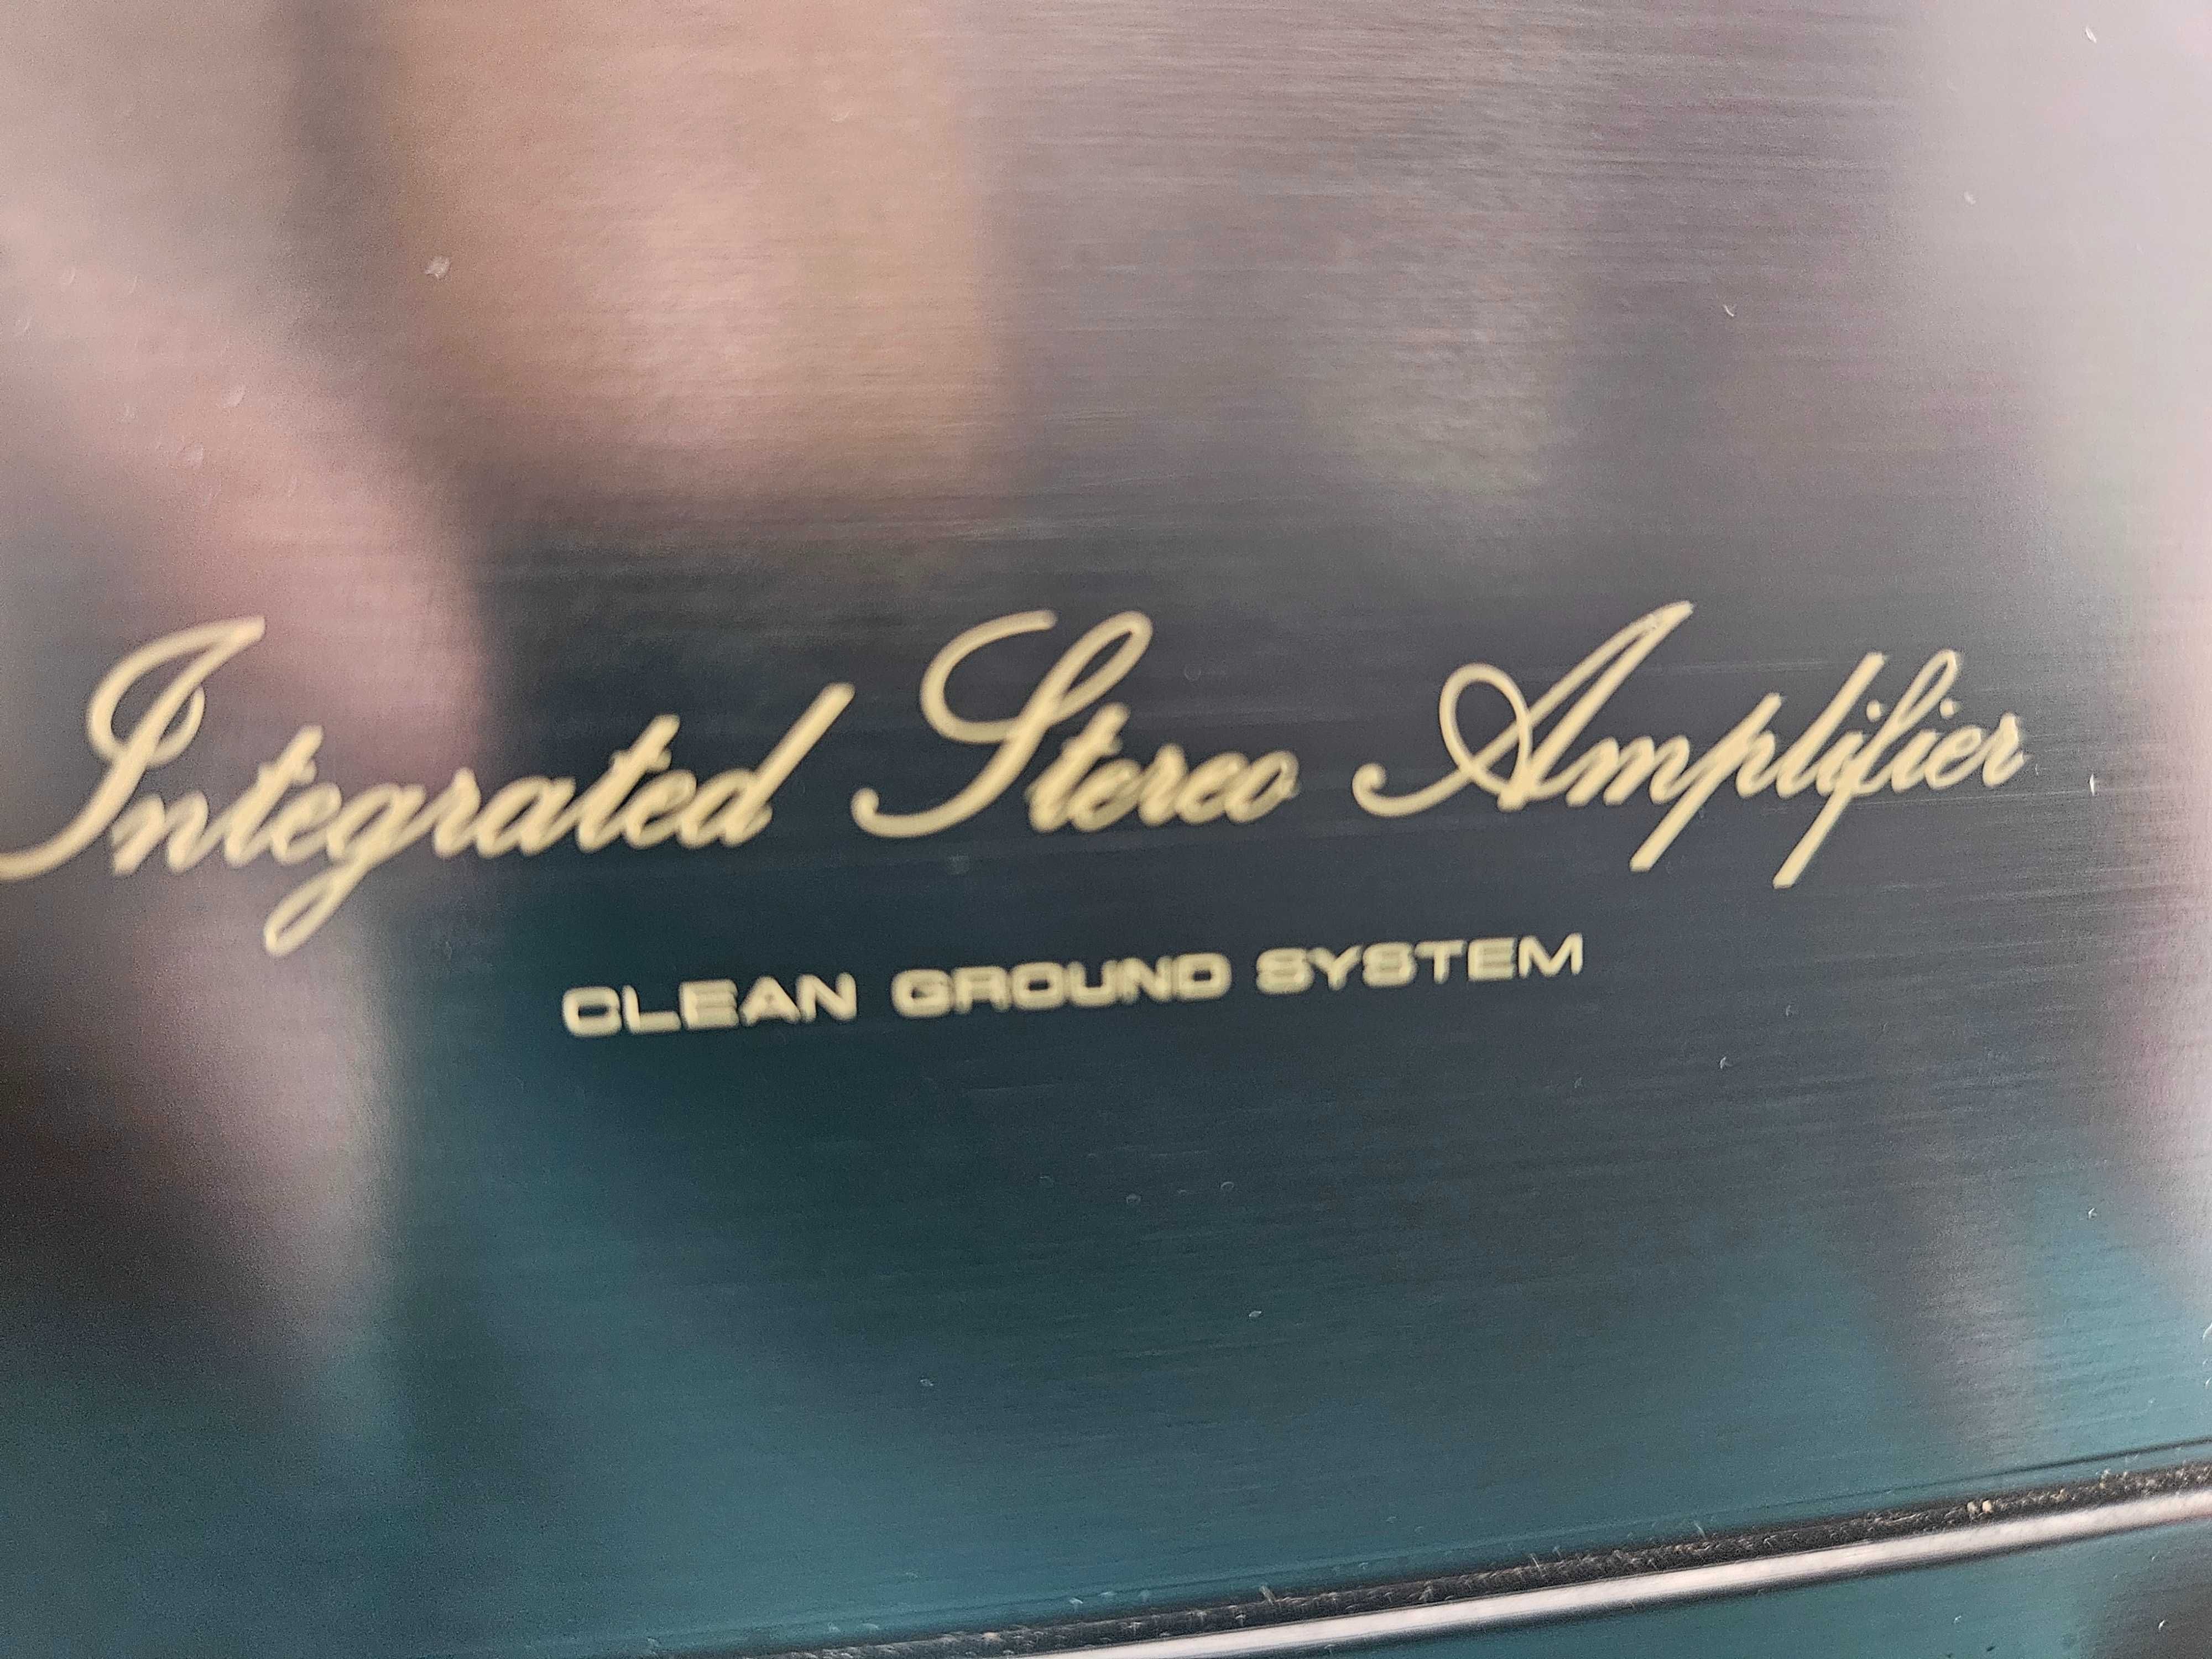 Integrated Stereo Amplifier
CLEAN GROUND SYSTEM